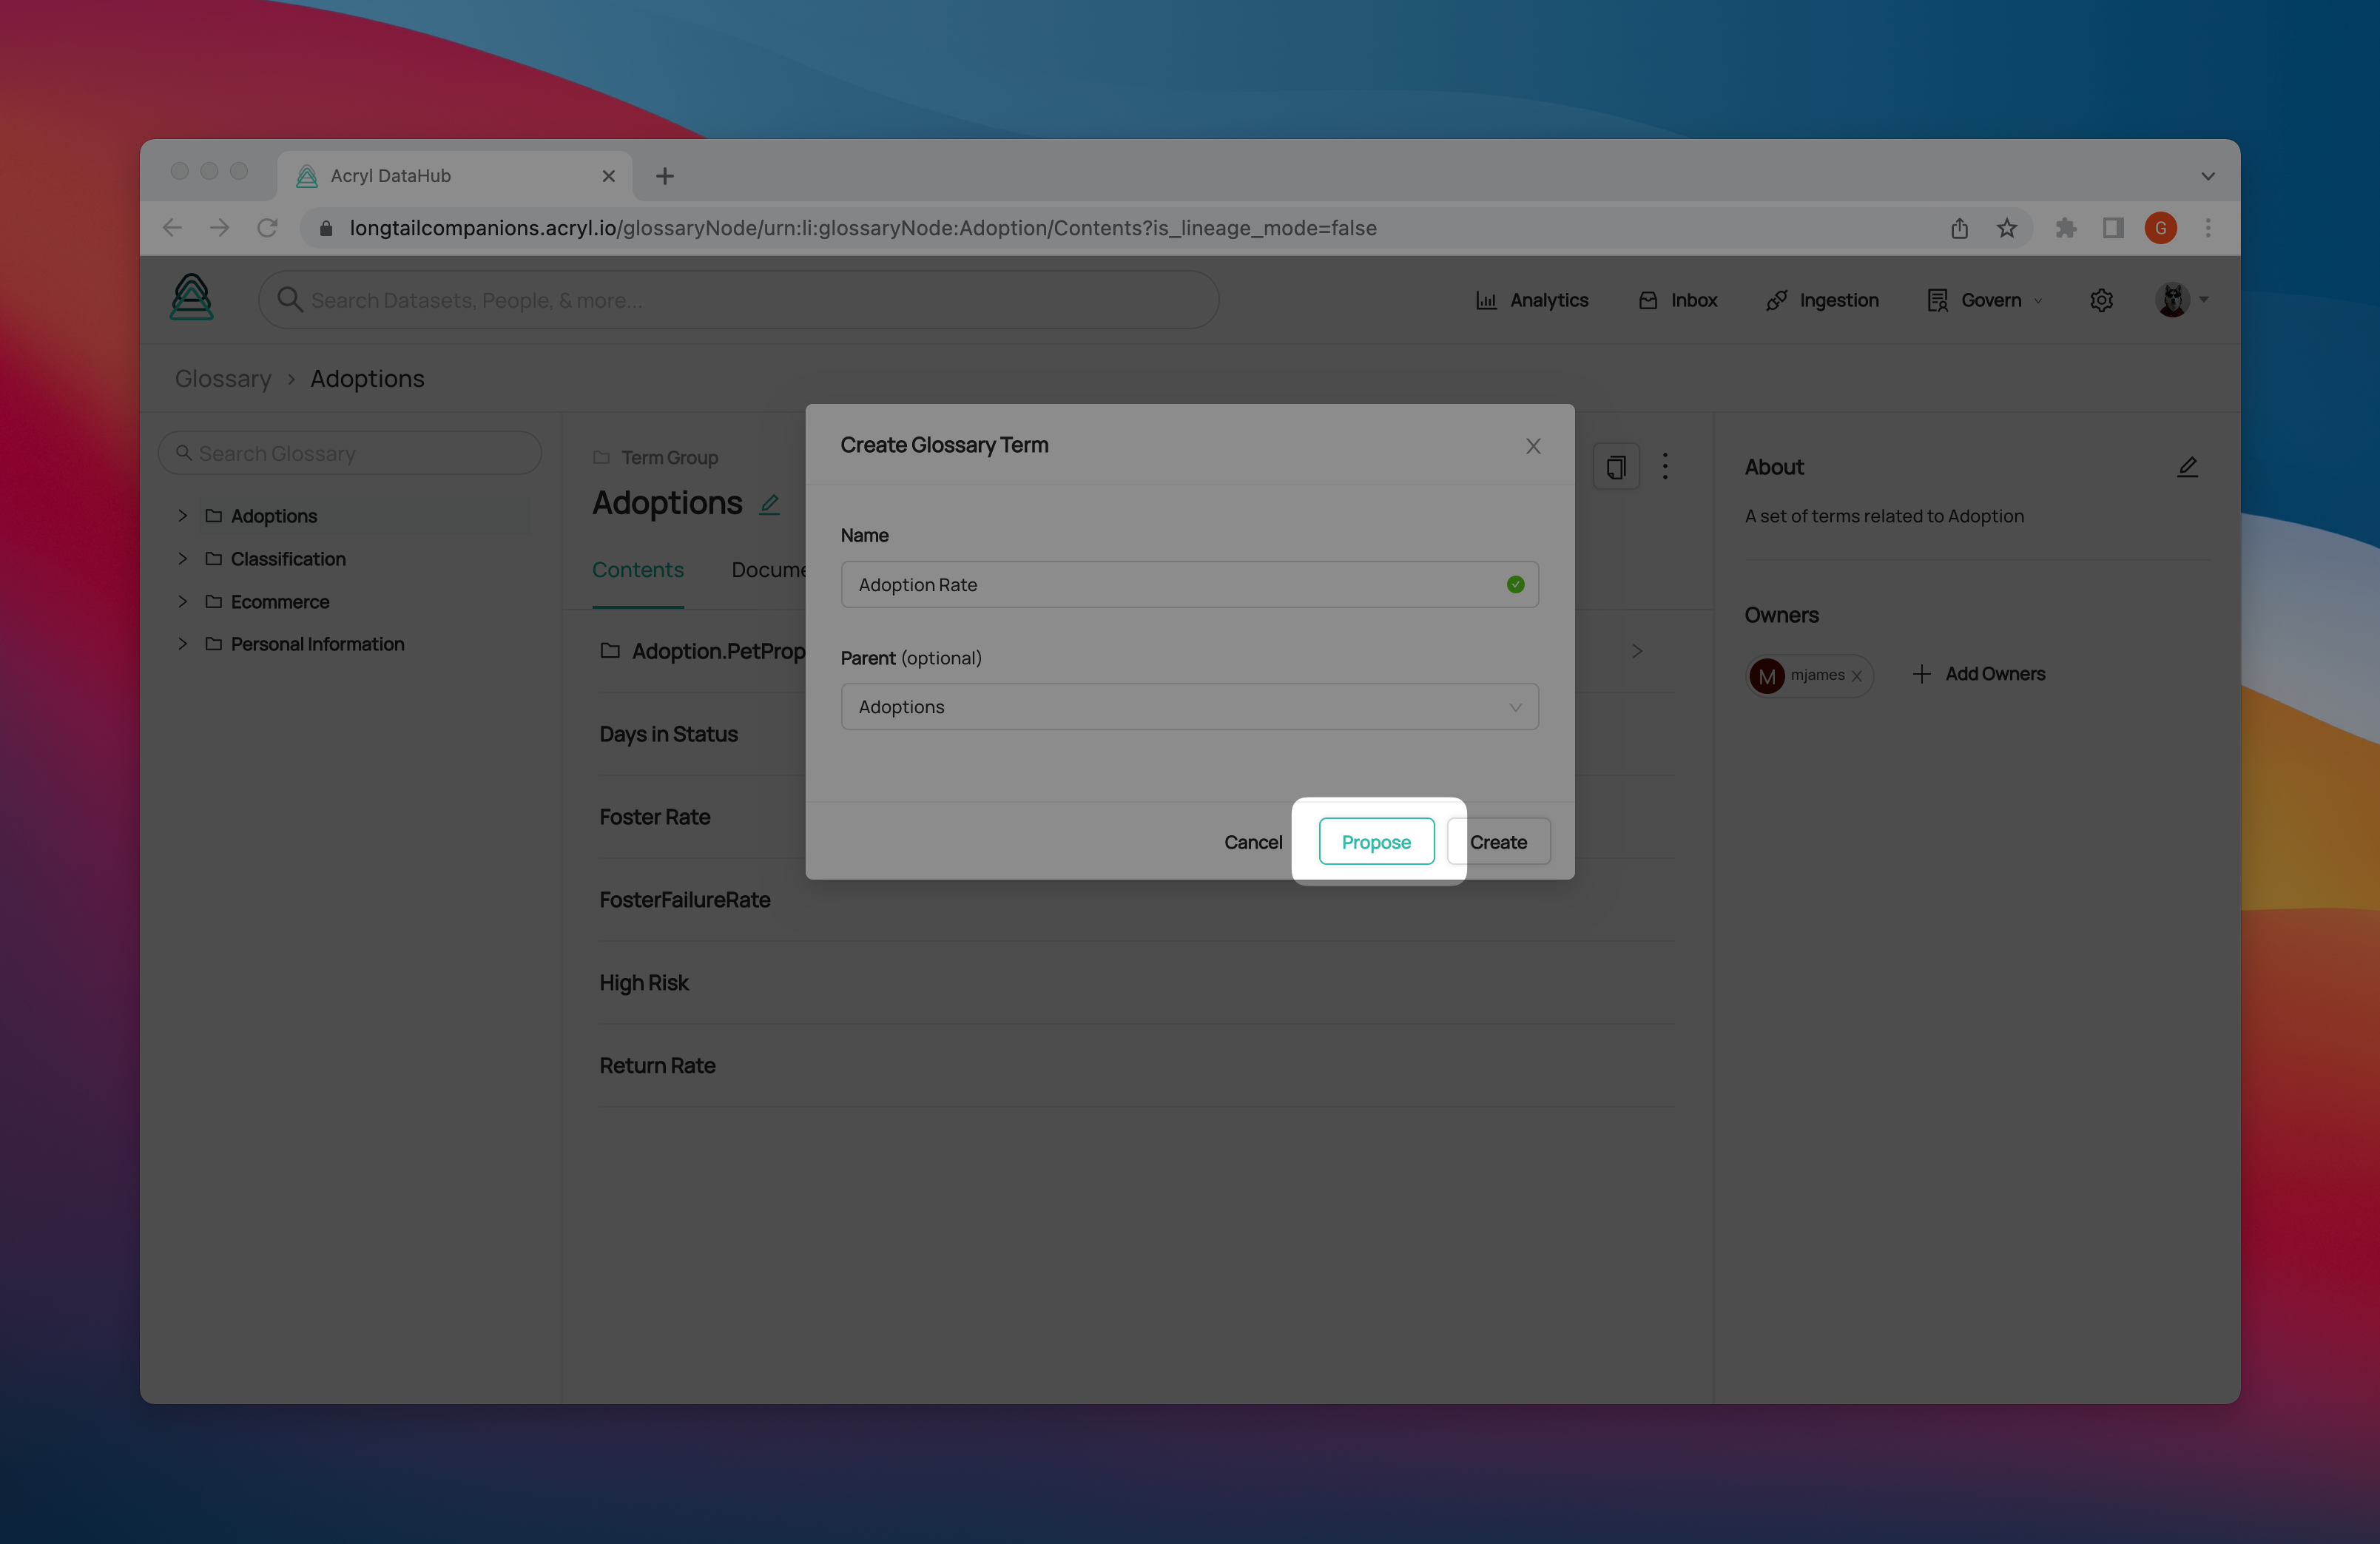 Acryl DataHub
longtailcompanions.acryl.io/glossaryNode/urn:li:glossaryNode:Adoption/Contents?is_lineage_mode=false
G
Search Datasets, People, & more...
Analytics
Inbox
Ingestion
Govern
Glossary > Adoptions
Search Glossary
Adoptions
Classification
Ecommerce
Personal Information
Term Group
Adoptions
Contents
Docume
Adoption.PetProp
Days in Status
Foster Rate
FosterFailureRate
High Risk
Return Rate
Create Glossary Term
Name
Adoption Rate
Parent (optional)
Adoptions
Cancel
Propose
Create
About
A set of terms related to Adoption
Owners
M mjames
Add Owners